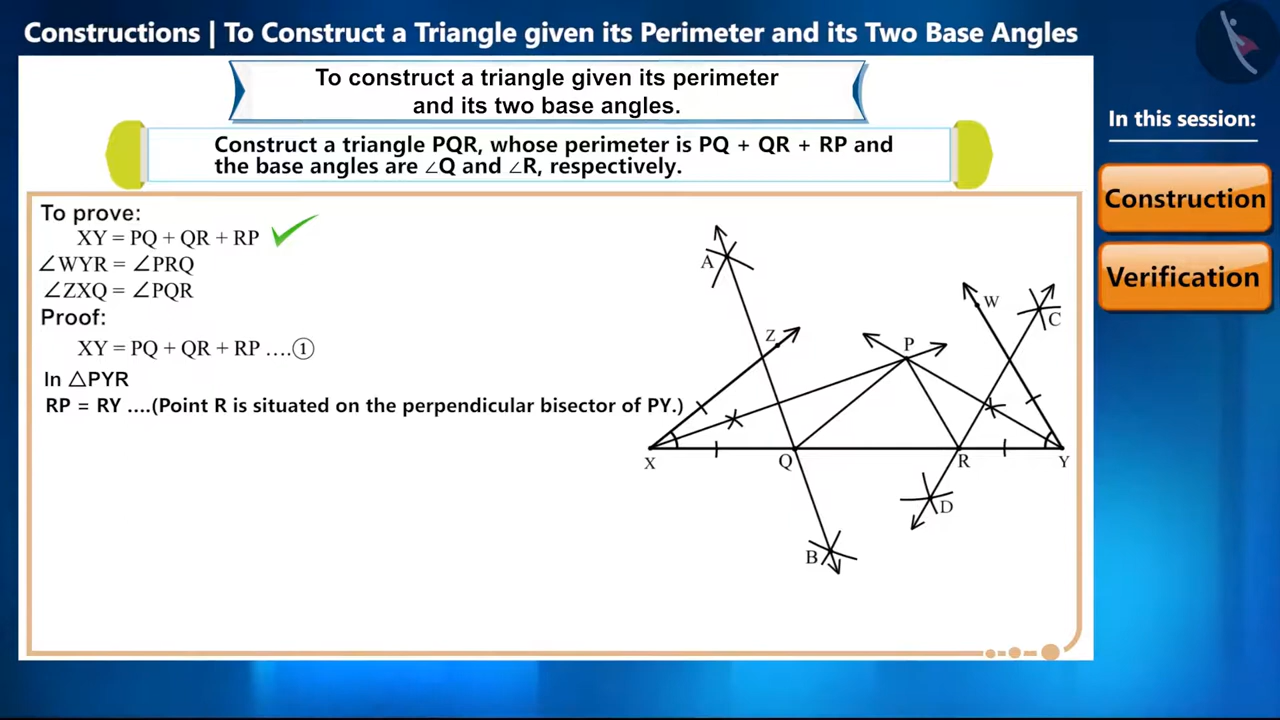 Constructions | To Construct a Triangle given its Perimeter and its Two Base Angles
To construct a triangle given its perimeter
and its two base angles.
In this session:
Construct a triangle PQR, whose perimeter is PQ + QR + RP and
the base angles are ∠Q and ∠R, respectively.
Construction
Verification
To prove:
XY = PQ + QR + RP
∠WYR = ∠PRQ
∠ZXQ = ∠PQR
Proof:
XY = PQ + QR + RP ....①
In △PYR
RP = RY ....(Point R is situated on the perpendicular bisector of PY.)
A
Z
P
W
C
X
Q
R
Y
D
B